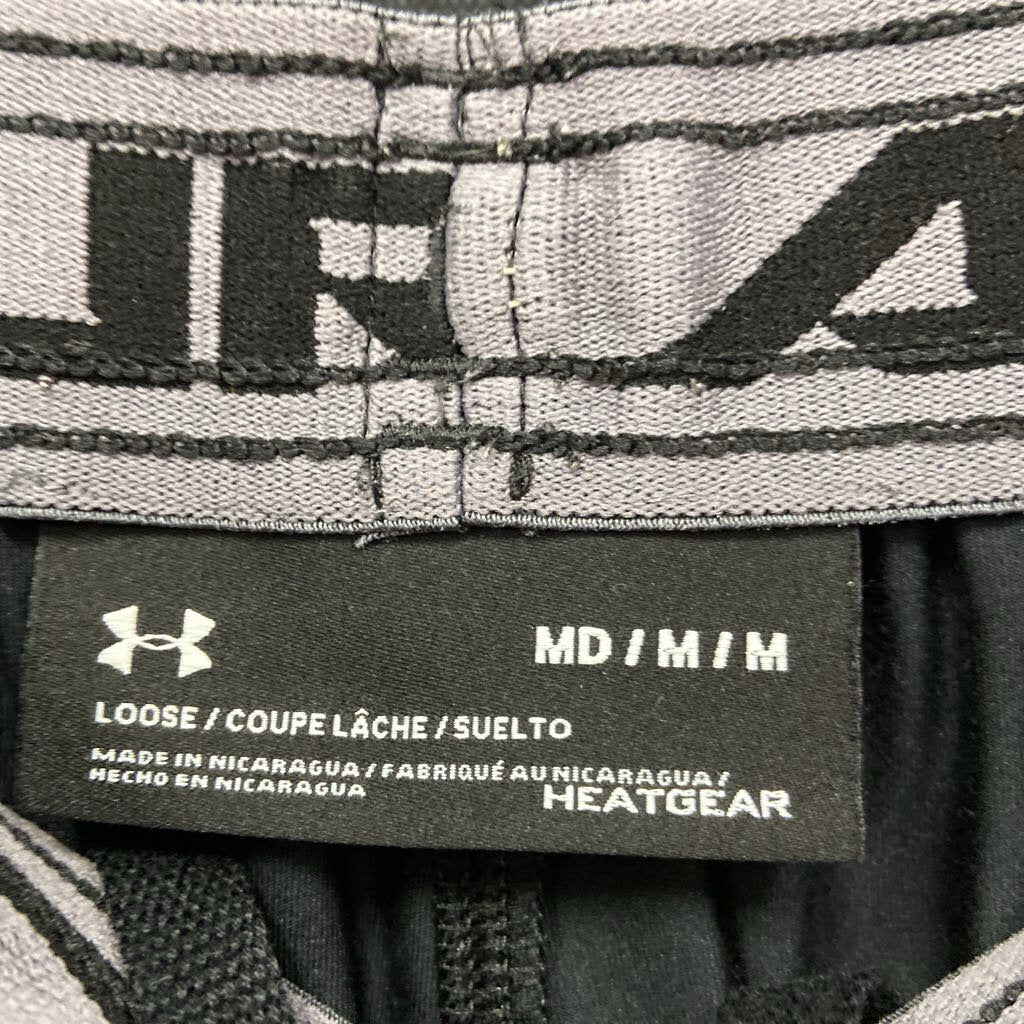 UR A
MD / M / M
LOOSE / COUPE LÂCHE / SUELTO
MADE IN NICARAGUA / FABRIQUÉ AU NICARAGUA /
HECHO EN NICARAGUA
HEATGEAR